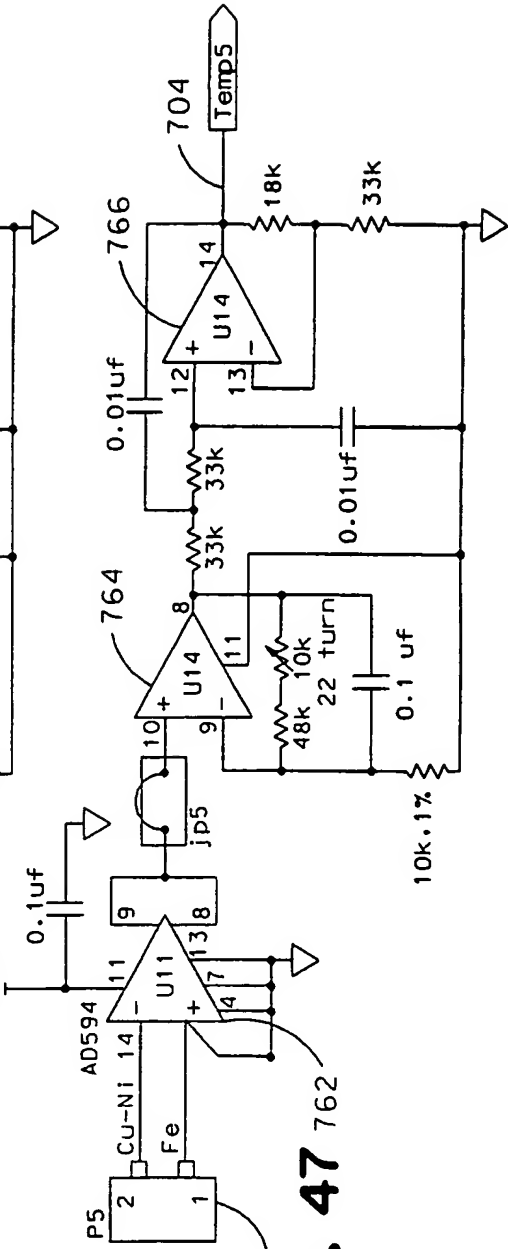 P5
2
1
Cu-Ni
Fe
AD594
14
11
-
+
U11
4
7
13
9
8
762
0.1uf
jp5
10
+
9
-
U14
8
11
764
48k
10k
22 turn
0.1 uf
10k.1%
33k
33k
0.01uf
0.01uf
12
+
13
-
U14
14
766
704
Temp5
18k
33k
. 47